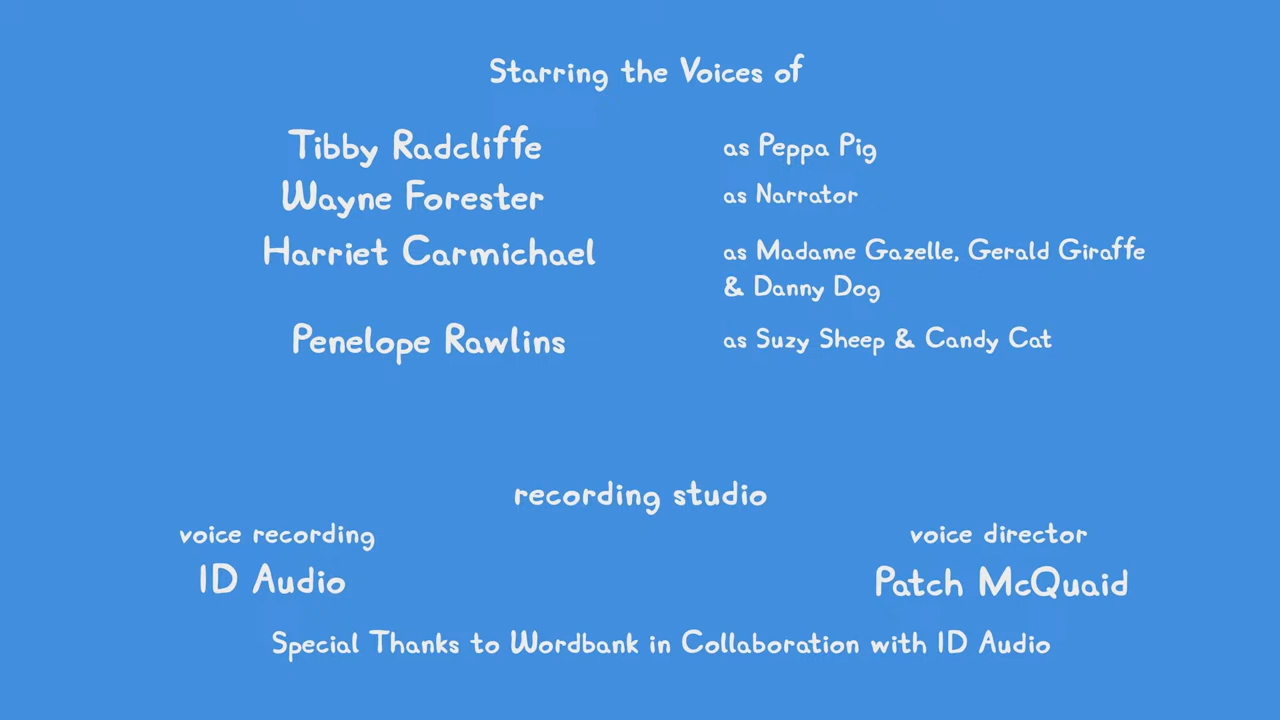 Starring the Voices of
Tibby Radcliffe as Peppa Pig
Wayne Forester as Narrator
Harriet Carmichael as Madame Gazelle, Gerald Giraffe
& Danny Dog
Penelope Rawlins as Suzy Sheep & Candy Cat
recording studio
voice recording voice director
ID Audio Patch McQuaid
Special Thanks to Wordbank in Collaboration with ID Audio